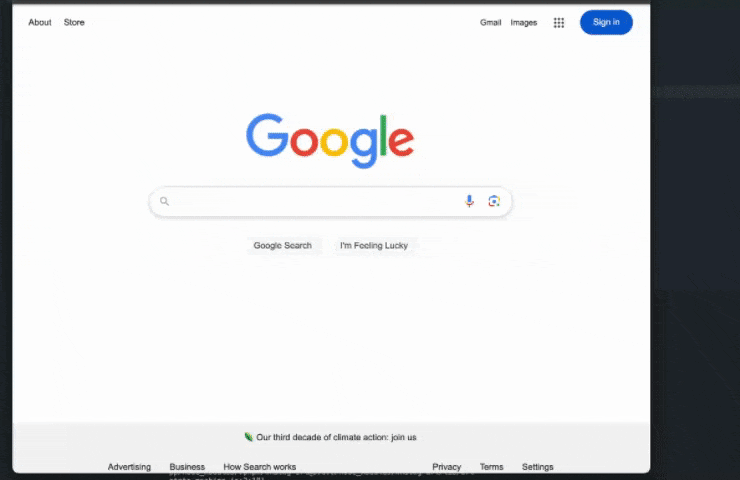 About Store Gmail Images Sign in
Google
Google Search I'm Feeling Lucky
Our third decade of climate action: join us
Advertising Business How Search works Privacy Terms Settings